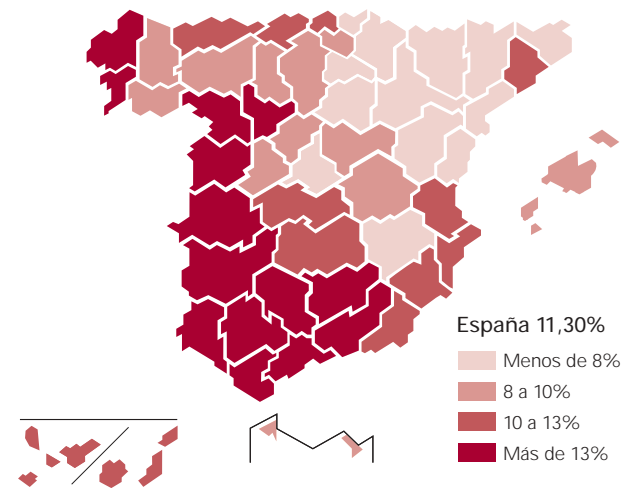 España 11,30%
Menos de 8%
8 a 10%
10 a 13%
Más de 13%